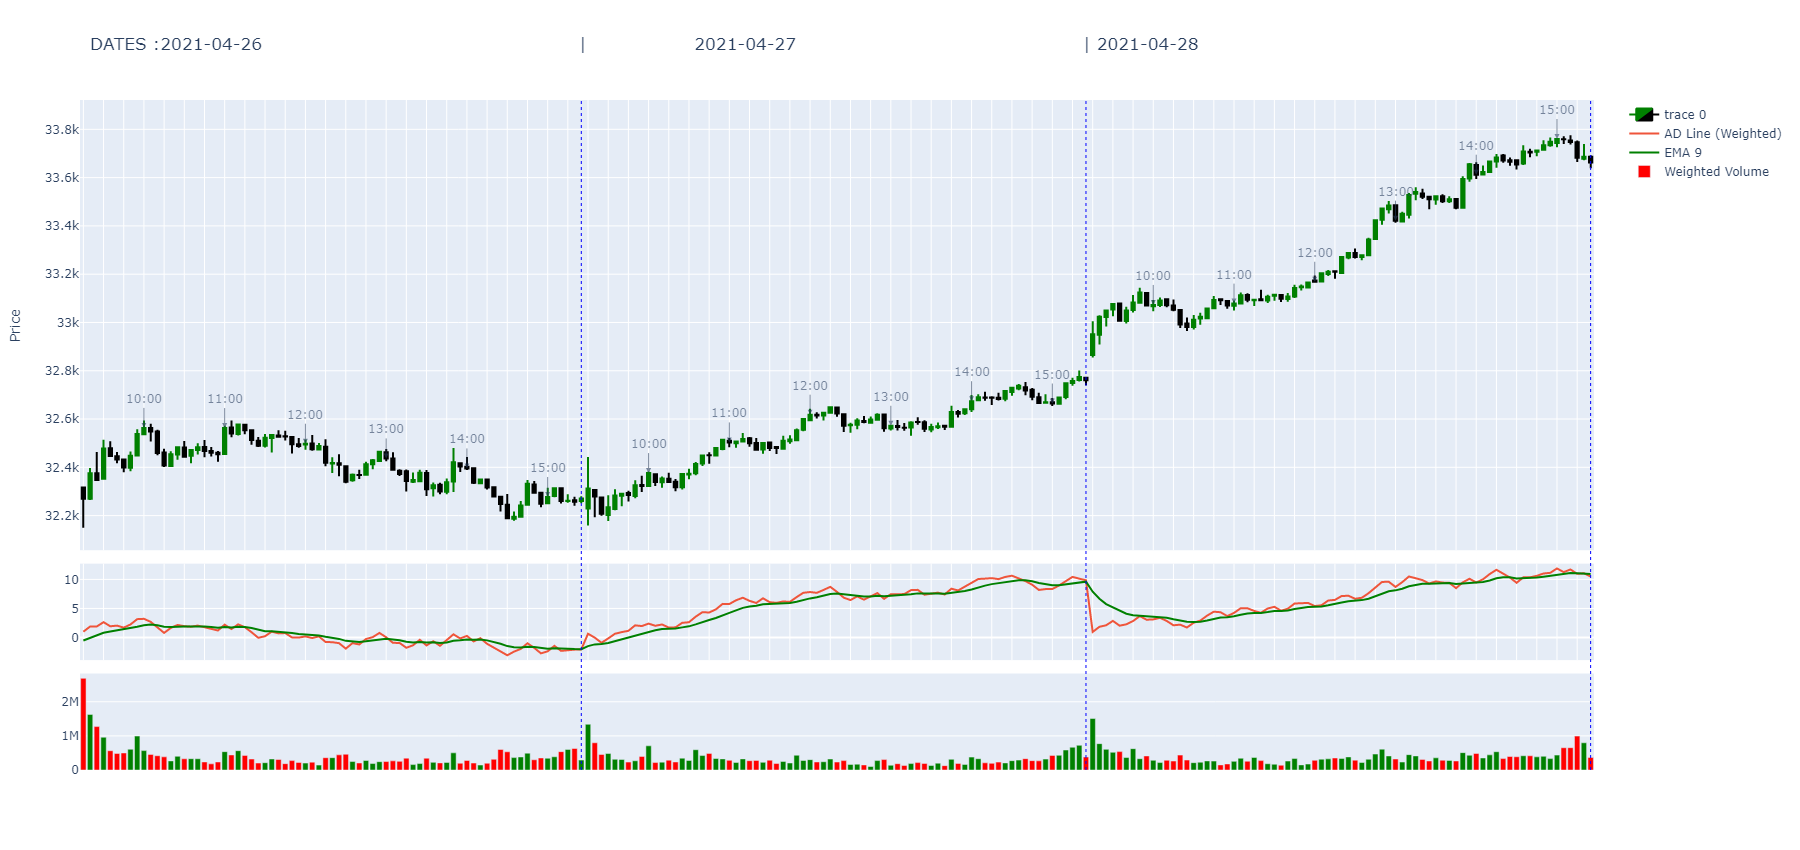 DATES :2021-04-26 | 2021-04-27 | 2021-04-28
Price
33.8k
33.6k
33.4k
33.2k
33k
32.8k
32.6k
32.4k
32.2k
10:00
11:00
12:00
13:00
14:00
15:00
10:00
11:00
12:00
13:00
14:00
15:00
10:00
11:00
12:00
13:00
14:00
15:00
trace 0
AD Line (Weighted)
EMA 9
Weighted Volume
10
5
0
2M
1M
0